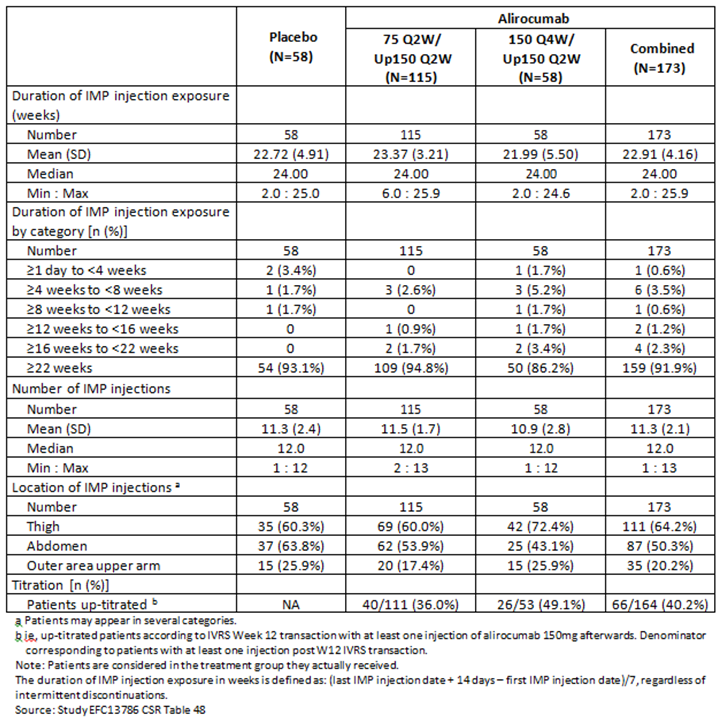 Alirocumab
Placebo (N=58) 75 Q2W/ Up150 Q2W (N=115) 150 Q4W/ Up150 Q2W (N=58) Combined (N=173)
Duration of IMP injection exposure
(weeks)
Number 58 115 58 173
Mean (SD) 22.72 (4.91) 23.37 (3.21) 21.99 (5.50) 22.91 (4.16)
Median 24.00 24.00 24.00 24.00
Min : Max 2.0 : 25.0 6.0 : 25.9 2.0 : 24.6 2.0 : 25.9
Duration of IMP injection exposure
by category [n (%)]
Number 58 115 58 173
≥1 day to <4 weeks 2 (3.4%) 0 1 (1.7%) 1 (0.6%)
≥4 weeks to <8 weeks 1 (1.7%) 3 (2.6%) 3 (5.2%) 6 (3.5%)
≥8 weeks to <12 weeks 1 (1.7%) 0 1 (1.7%) 1 (0.6%)
≥12 weeks to <16 weeks 0 1 (0.9%) 1 (1.7%) 2 (1.2%)
≥16 weeks to <22 weeks 0 2 (1.7%) 2 (3.4%) 4 (2.3%)
≥22 weeks 54 (93.1%) 109 (94.8%) 50 (86.2%) 159 (91.9%)
Number of IMP injections
Number 58 115 58 173
Mean (SD) 11.3 (2.4) 11.5 (1.7) 10.9 (2.8) 11.3 (2.1)
Median 12.0 12.0 12.0 12.0
Min : Max 1 : 12 2 : 13 1 : 12 1 : 13
Location of IMP injections a
Number 58 115 58 173
Thigh 35 (60.3%) 69 (60.0%) 42 (72.4%) 111 (64.2%)
Abdomen 37 (63.8%) 62 (53.9%) 25 (43.1%) 87 (50.3%)
Outer area upper arm 15 (25.9%) 20 (17.4%) 15 (25.9%) 35 (20.2%)
Titration [n (%)]
Patients up-titrated b NA 40/111 (36.0%) 26/53 (49.1%) 66/164 (40.2%)
a Patients may appear in several categories.
b ie, up-titrated patients according to IVRS Week 12 transaction with at least one injection of alirocumab 150mg afterwards. Denominator
corresponding to patients with at least one injection post W12 IVRS transaction.
Note: Patients are considered in the treatment group they actually received.
The duration of IMP injection exposure in weeks is defined as: (last IMP injection date + 14 days – first IMP injection date)/7, regardless of
intermittent discontinuations.
Source: Study EFC13786 CSR Table 48